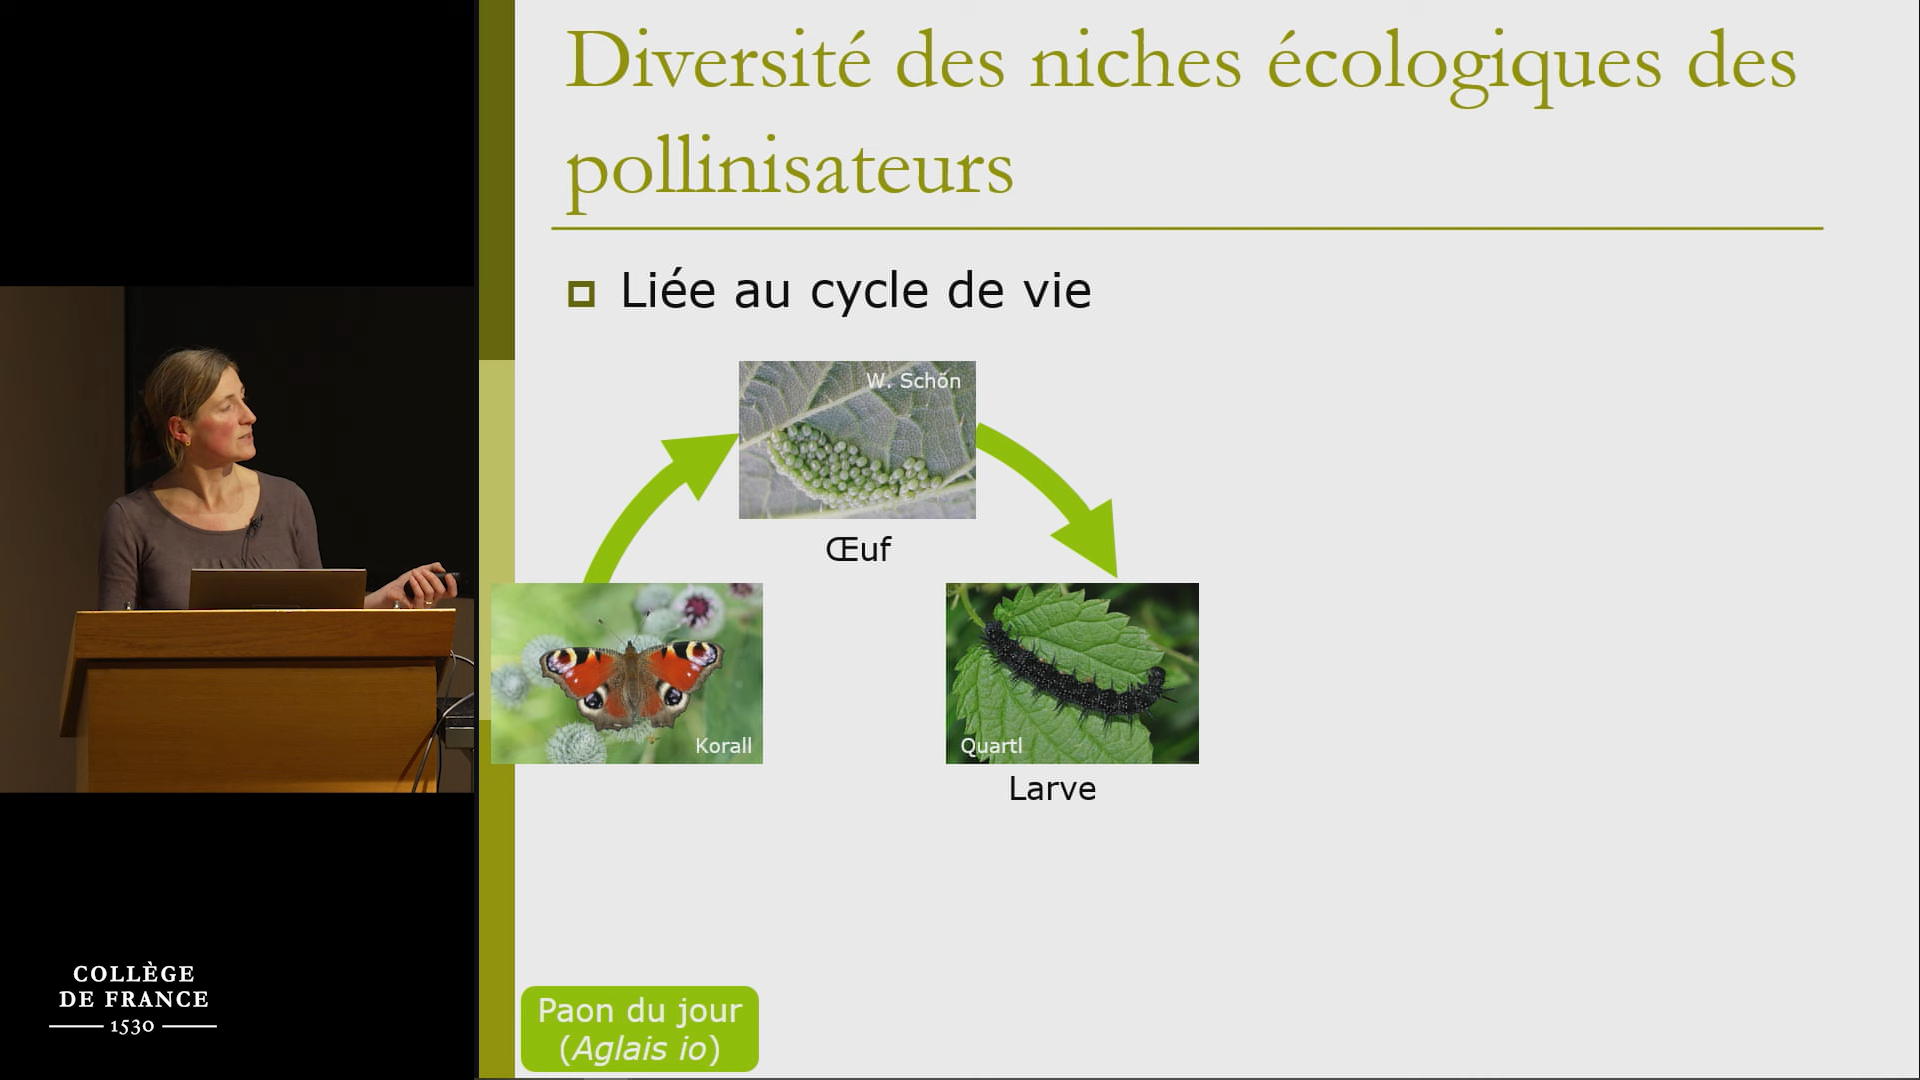 Diversité des niches écologiques des
pollinisateurs
Liée au cycle de vie
W. Schőn
Œuf
Korall
Quartl
Larve
Paon du jour
(Aglais io)
COLLÈGE
DE FRANCE
1530